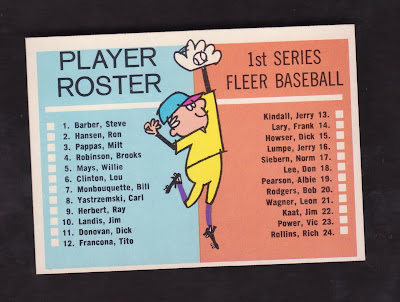 PLAYER
ROSTER
1. Barber, Steve
2. Hansen, Ron
3. Pappas, Milt
4. Robinson, Brooks
5. Mays, Willie
6. Clinton, Lou
7. Monbouquette, Bill
8. Yastrzemski, Carl
9. Herbert, Ray
10. Landis, Jim
11. Donovan, Dick
12. Francona, Tito
1st SERIES
FLEER BASEBALL
Kindall, Jerry 13.
Lary, Frank 14.
Howser, Dick 15.
Lumpe, Jerry 16.
Siebern, Norm 17.
Lee, Don 18.
Pearson, Albie 19.
Rodgers, Bob 20.
Wagner, Leon 21.
Kaat, Jim 22.
Power, Vic 23.
Rollins, Rich 24.